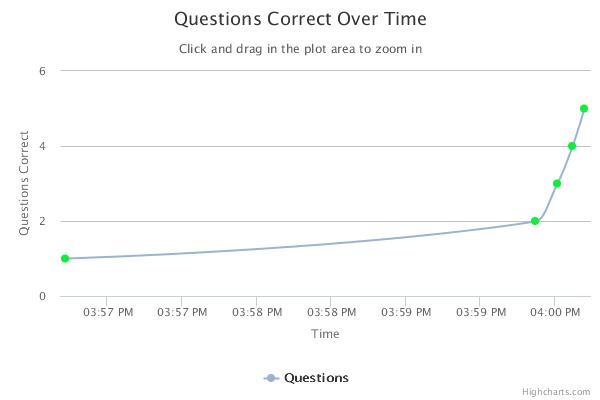 Questions Correct Over Time
Click and drag in the plot area to zoom in
6
4
2
0
Questions Correct
03:57 PM 03:57 PM 03:58 PM 03:58 PM 03:59 PM 03:59 PM 04:00 PM
Time
Questions
Highcharts.com